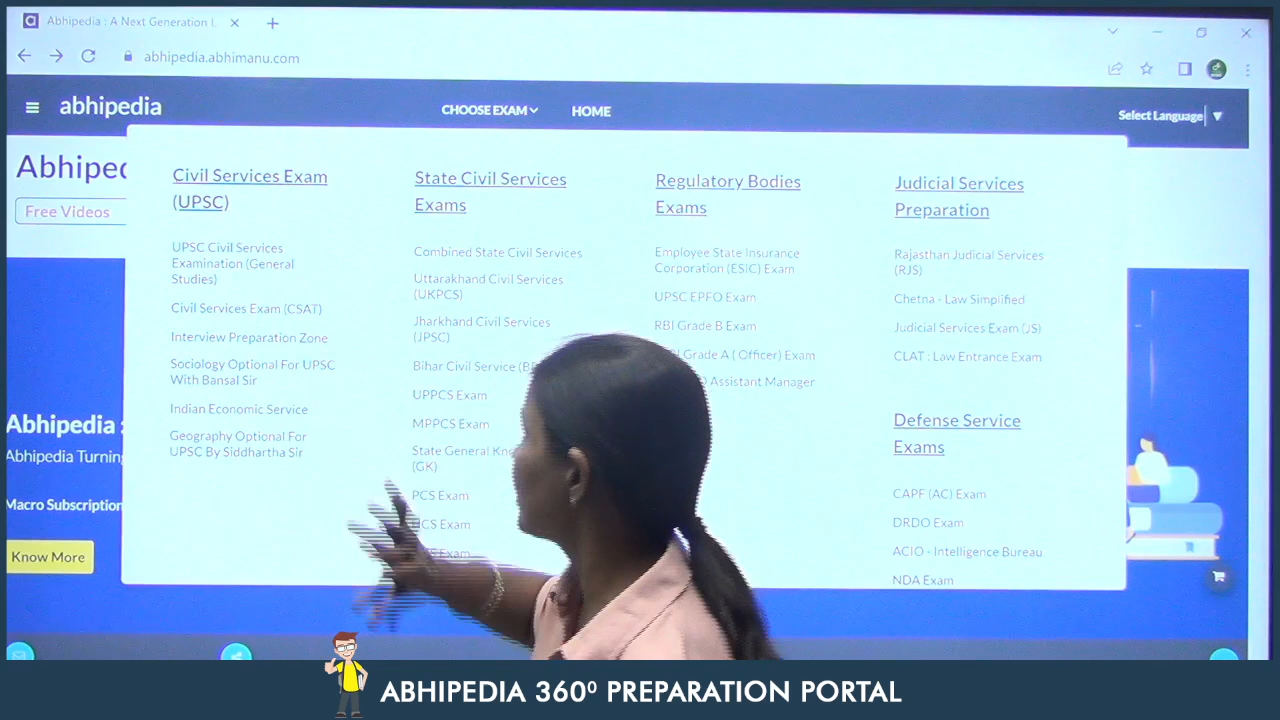 Abhipedia : A Next Generation I
abhipedia.abhimanu.com
abhipedia
CHOOSE EXAM
HOME
Select Language
Abhiped
Free Videos
Civil Services Exam
(UPSC)
UPSC Civil Services
Examination (General
Studies)
Civil Services Exam (CSAT)
Interview Preparation Zone
Sociology Optional For UPSC
With Bansal Sir
Indian Economic Service
Geography Optional For
UPSC By Siddhartha Sir
State Civil Services
Exams
Combined State Civil Services
Uttarakhand Civil Services
(UKPCS)
Jharkhand Civil Services
(JPSC)
Bihar Civil Service
UPPCS Exam
MPPCS Exam
State General
(GK)
PCS Exam
HCS Exam
Exam
Regulatory Bodies
Exams
Employee State Insurance
Corporation (ESIC) Exam
UPSC EPFO Exam
RBI Grade B Exam
Grade A ( Officer) Exam
Assistant Manager
Judicial Services
Preparation
Rajasthan Judicial Services
(RJS)
Chetna - Law Simplified
Judicial Services Exam (JS)
CLAT : Law Entrance Exam
Defense Service
Exams
CAPF (AC) Exam
DRDO Exam
ACIO - Intelligence Bureau
NDA Exam
Abhipedia :
Abhipedia Turnin
Macro Subscription
Know More
ABHIPEDIA 360⁰ PREPARATION PORTAL